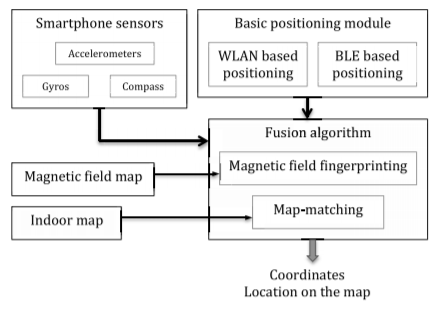 Smartphone sensors
Accelerometers
Gyros
Compass
Basic positioning module
WLAN based
positioning
BLE based
positioning
Fusion algorithm
Magnetic field fingerprinting
Map-matching
Magnetic field map
Indoor map
Coordinates
Location on the map